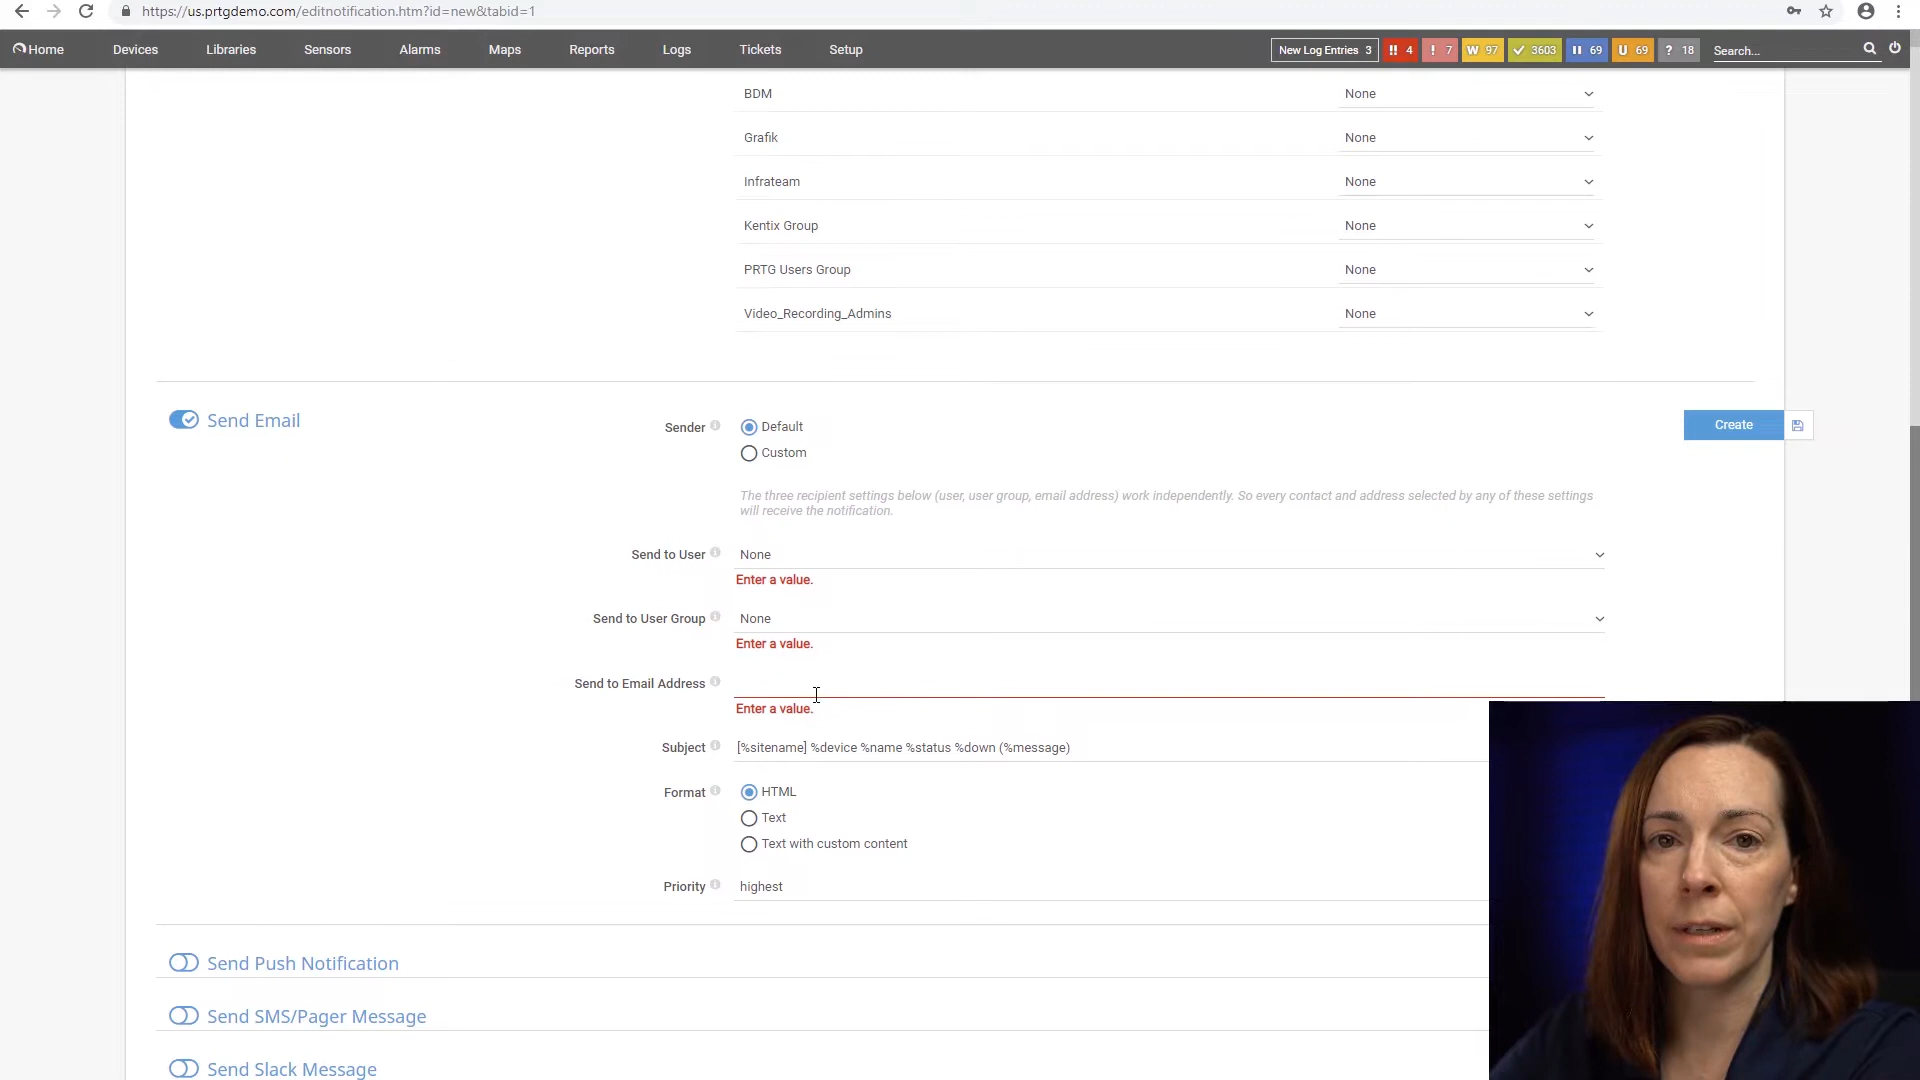 https://us.prtgdemo.com/editnotification.htm?id=new&tabid=1
Home Devices Libraries Sensors Alarms Maps Reports Logs Tickets Setup New Log Entries 3 !! 4 ! 7 W 97 3603 69 U 69 ? 18 Search...
BDM None
Grafik None
Infrateam None
Kentix Group None
PRTG Users Group None
Video_Recording_Admins None
Send Email
Sender Default
Custom
Create
The three recipient settings below (user, user group, email address) work independently. So every contact and address selected by any of these settings
will receive the notification.
Send to User None
Enter a value.
Send to User Group None
Enter a value.
Send to Email Address
Enter a value.
Subject [%sitename] %device %name %status %down (%message)
Format HTML
Text
Text with custom content
Priority highest
Send Push Notification
Send SMS/Pager Message
Send Slack Message